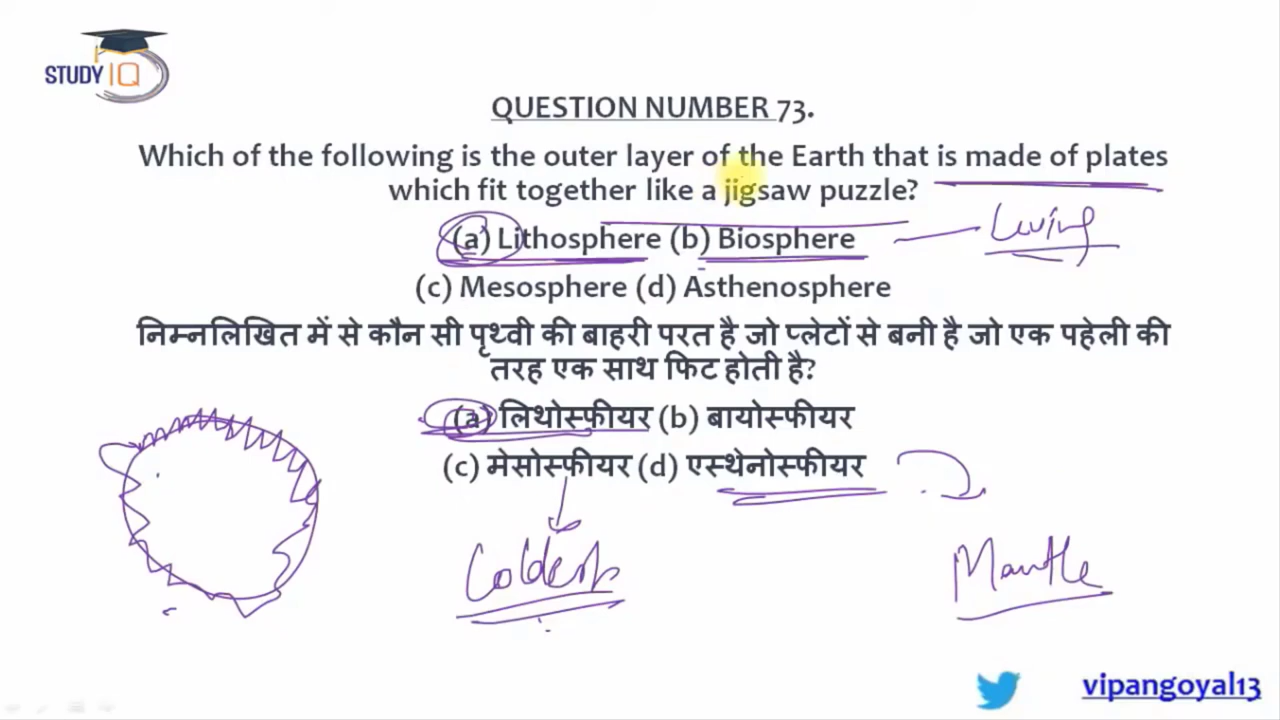 STUDY IQ
QUESTION NUMBER 73.
Which of the following is the outer layer of the Earth that is made of plates
which fit together like a jigsaw puzzle?
(a) Lithosphere (b) Biosphere
Living
(c) Mesosphere (d) Asthenosphere
निम्नलिखित में से कौन सी पृथ्वी की बाहरी परत है जो प्लेटों से बनी है जो एक पहेली की
तरह एक साथ फिट होती है?
(a) लिथोस्फीयर (b) बायोस्फीयर
(c) मेसोस्फीयर (d) एस्थेनोस्फीयर
Coldest
Mantle
vipangoyal13